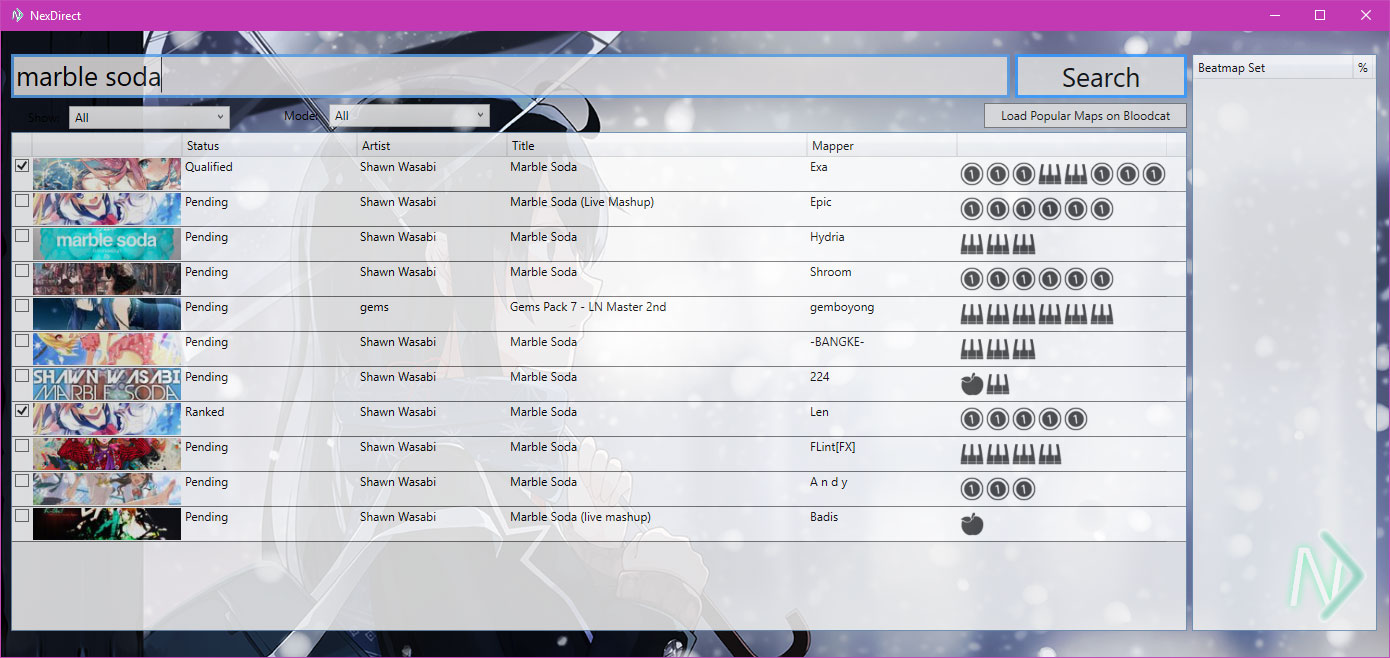 NexDirect
marble soda
Search
Beatmap Set %
Show: All
Mode: All
Load Popular Maps on Bloodcat
Status Artist Title Mapper
Qualified Shawn Wasabi Marble Soda Exa
Pending Shawn Wasabi Marble Soda (Live Mashup) Epic
marble soda
Pending Shawn Wasabi Marble Soda Hydria
Pending Shawn Wasabi Marble Soda Shroom
Pending gems Gems Pack 7 - LN Master 2nd gemboyong
Pending Shawn Wasabi Marble Soda -BANGKE-
SHAWN WASABI
MARBLE SODA
Pending Shawn Wasabi Marble Soda 224
Ranked Shawn Wasabi Marble Soda Len
Pending Shawn Wasabi Marble Soda FLint[FX]
Pending Shawn Wasabi Marble Soda A n d y
Pending Shawn Wasabi Marble Soda (live mashup) Badis